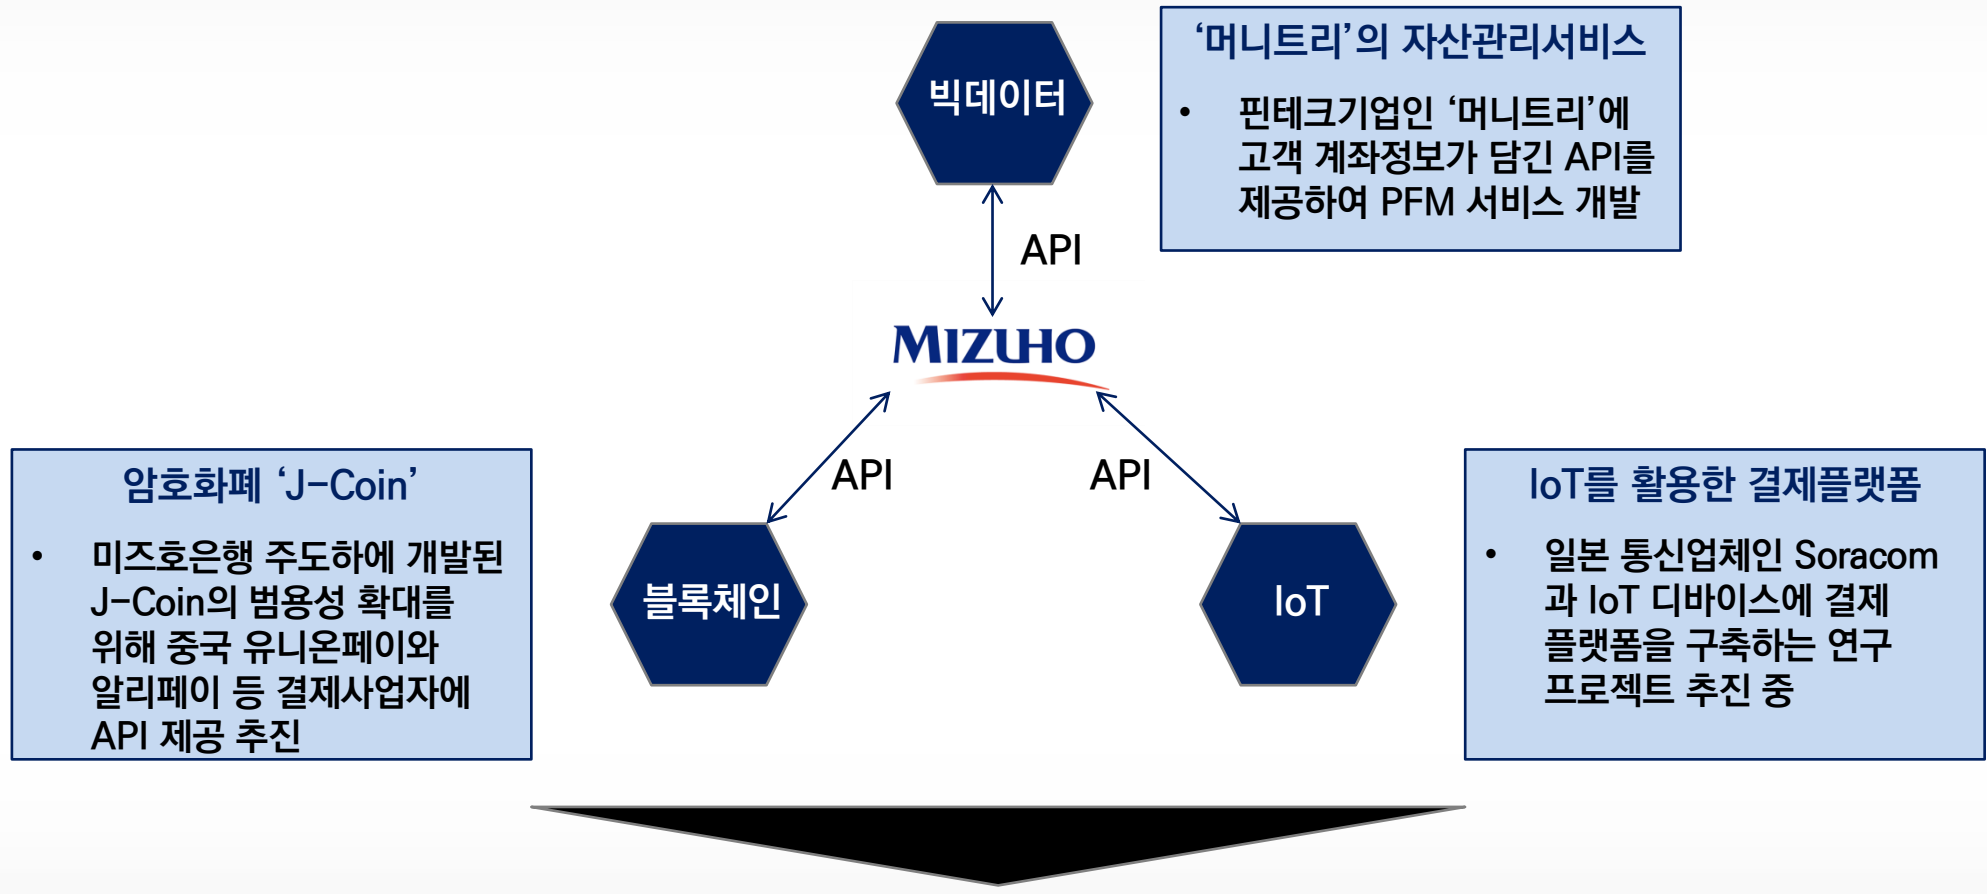 빅데이터
‘머니트리’의 자산관리서비스
• 핀테크기업인 ‘머니트리’에
고객 계좌정보가 담긴 API를
제공하여 PFM 서비스 개발
API
MIZUHO
API
API
암호화폐 ‘J-Coin’
• 미즈호은행 주도하에 개발된
J-Coin의 범용성 확대를
위해 중국 유니온페이와
알리페이 등 결제사업자에
API 제공 추진
블록체인
IoT
IoT를 활용한 결제플랫폼
• 일본 통신업체인 Soracom
과 IoT 디바이스에 결제
플랫폼을 구축하는 연구
프로젝트 추진 중